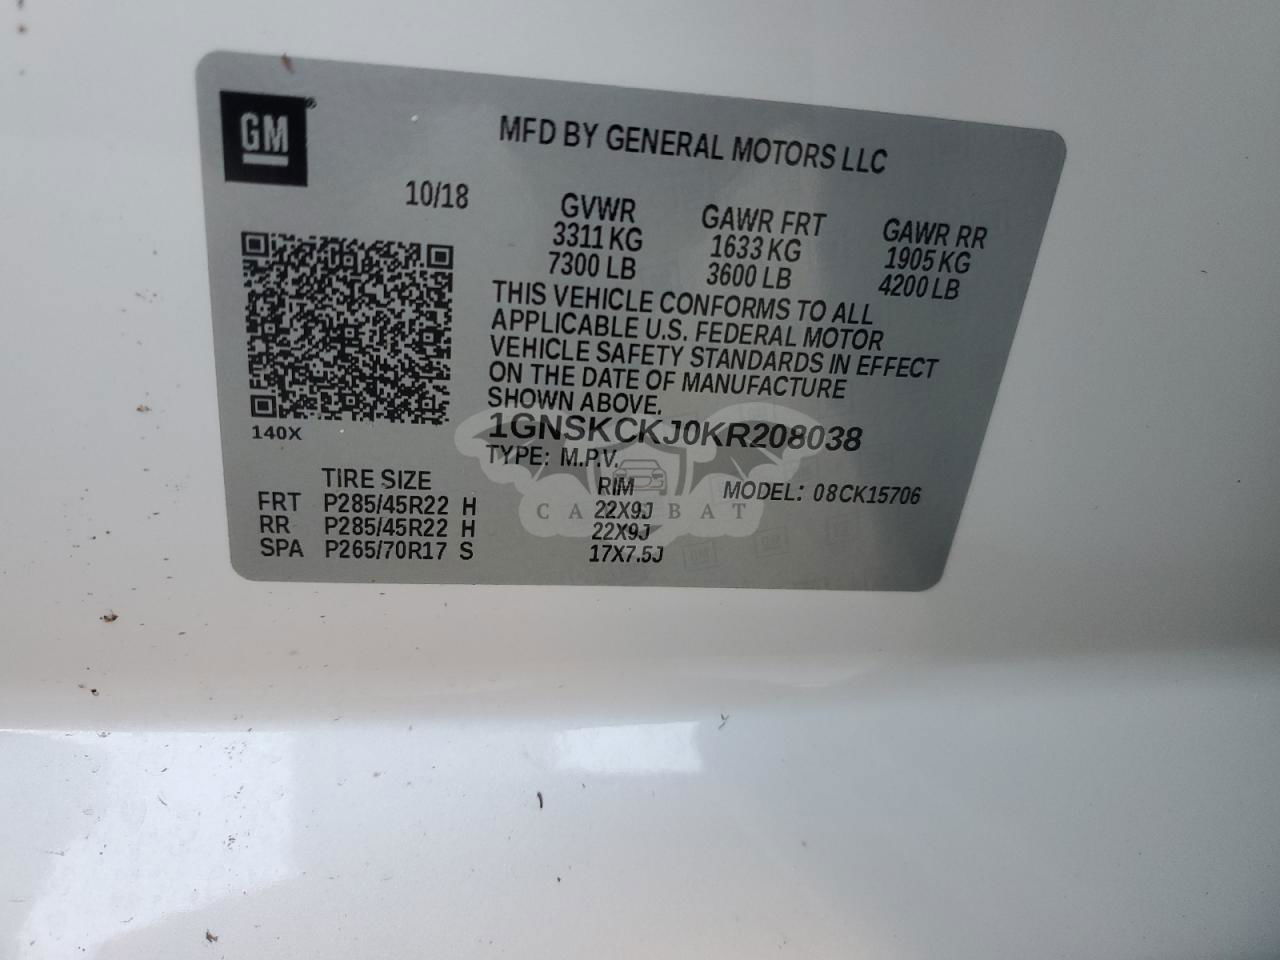 GM
MFD BY GENERAL MOTORS LLC
10/18
GVWR
3311 KG
7300 LB
GAWR FRT
1633 KG
3600 LB
GAWR RR
1905 KG
4200 LB
THIS VEHICLE CONFORMS TO ALL
APPLICABLE U.S. FEDERAL MOTOR
VEHICLE SAFETY STANDARDS IN EFFECT
ON THE DATE OF MANUFACTURE
SHOWN ABOVE.
140X
1GNSKCKJ0KR208038
TYPE: M.P.V.
MODEL: 08CK15706
TIRE SIZE RIM
FRT P285/45R22 H 22X9J
RR P285/45R22 H 22X9J
SPA P265/70R17 S 17X7.5J